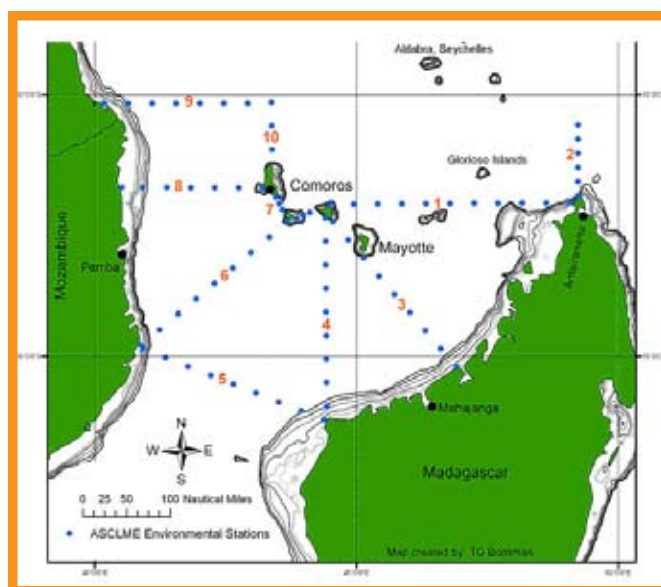 Aldabra, Seychelles
9
10
2
Glorioso Islands
8
Comoros
1
7
Mayotte
Mozambique
Pemba
6
3
4
5
Mahajanga
N
W E
S
Madagascar
0 25 50 100 Nautical Miles
ASCLME Environmental Stations
Map created by: TG Bornman